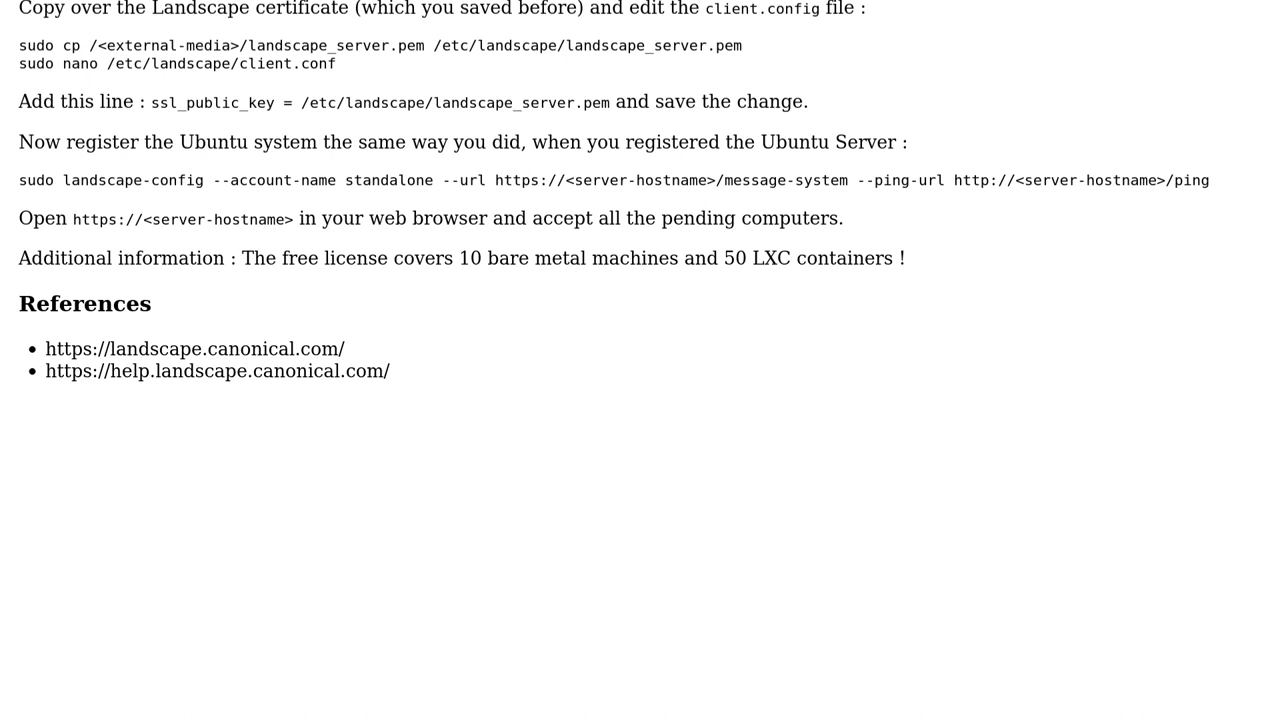 Copy over the Landscape certificate (which you saved before) and edit the client.config file :
sudo cp /<external-media>/landscape_server.pem /etc/landscape/landscape_server.pem
sudo nano /etc/landscape/client.conf
Add this line : ssl_public_key = /etc/landscape/landscape_server.pem and save the change.
Now register the Ubuntu system the same way you did, when you registered the Ubuntu Server :
sudo landscape-config --account-name standalone --url https://<server-hostname>/message-system --ping-url http://<server-hostname>/ping
Open https://<server-hostname> in your web browser and accept all the pending computers.
Additional information : The free license covers 10 bare metal machines and 50 LXC containers !
References
• https://landscape.canonical.com/
• https://help.landscape.canonical.com/